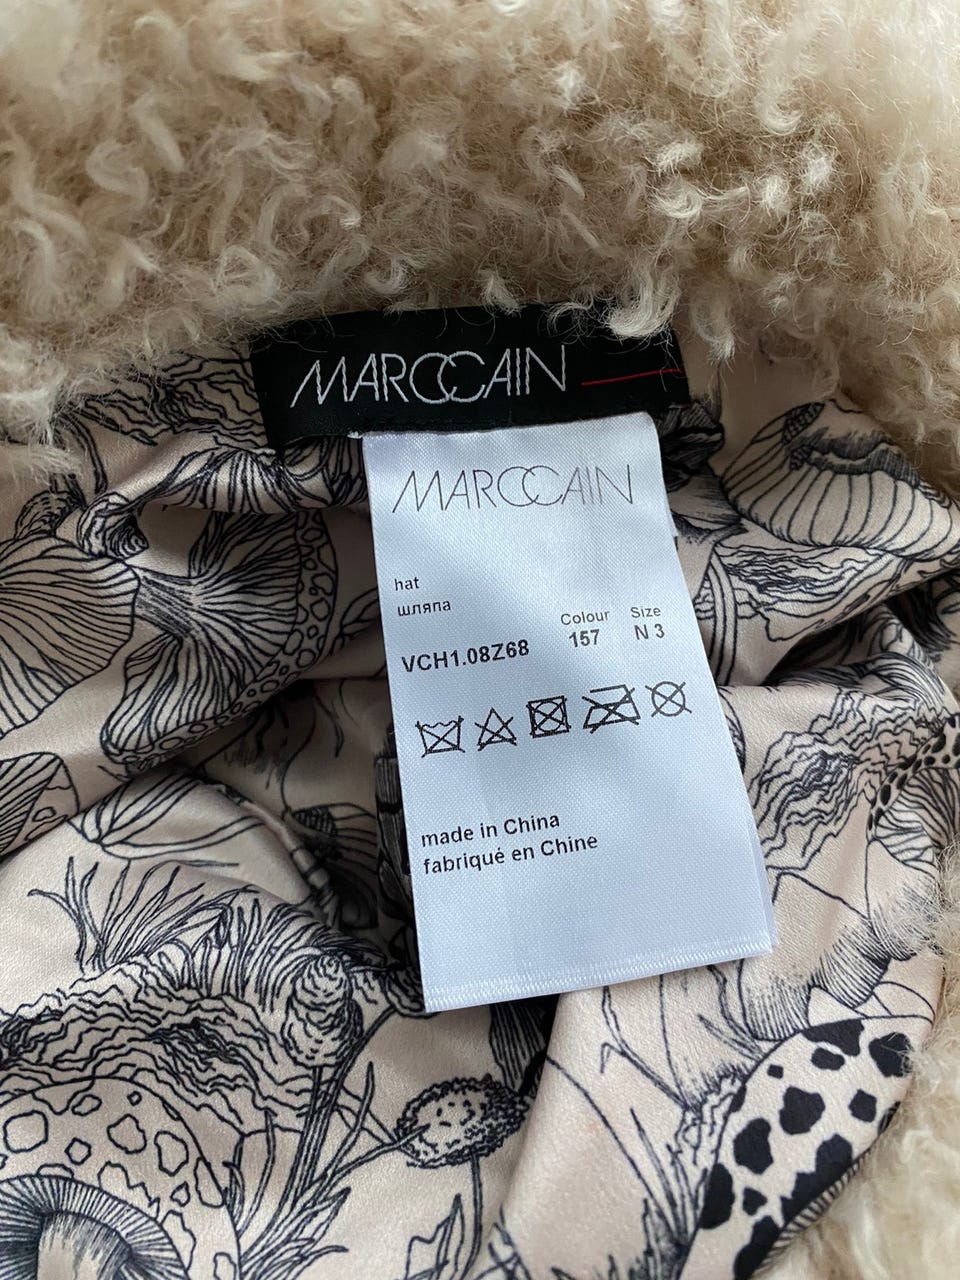 MARCCAIN
MARCCAIN
hat
шляпа
Colour Size
VCH1.08Z68 157 N 3
made in China
fabriqué en Chine